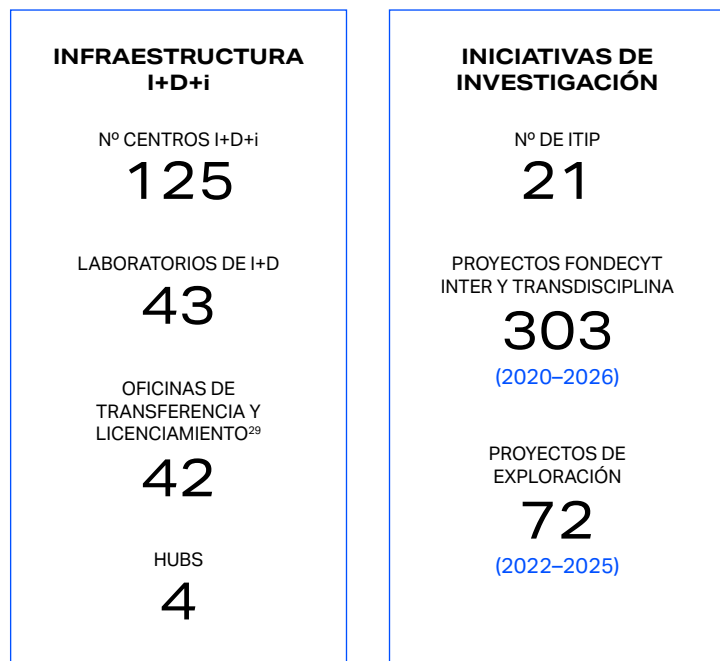 INFRAESTRUCTURA
I+D+i
Nº CENTROS I+D+i
125
LABORATORIOS DE I+D
43
OFICINAS DE
TRANSFERENCIA Y
LICENCIAMIENTO²⁹
42
HUBS
4
INICIATIVAS DE
INVESTIGACIÓN
Nº DE ITIP
21
PROYECTOS FONDECYT
INTER Y TRANSDISCIPLINA
303
(2020–2026)
PROYECTOS DE
EXPLORACIÓN
72
(2022–2025)